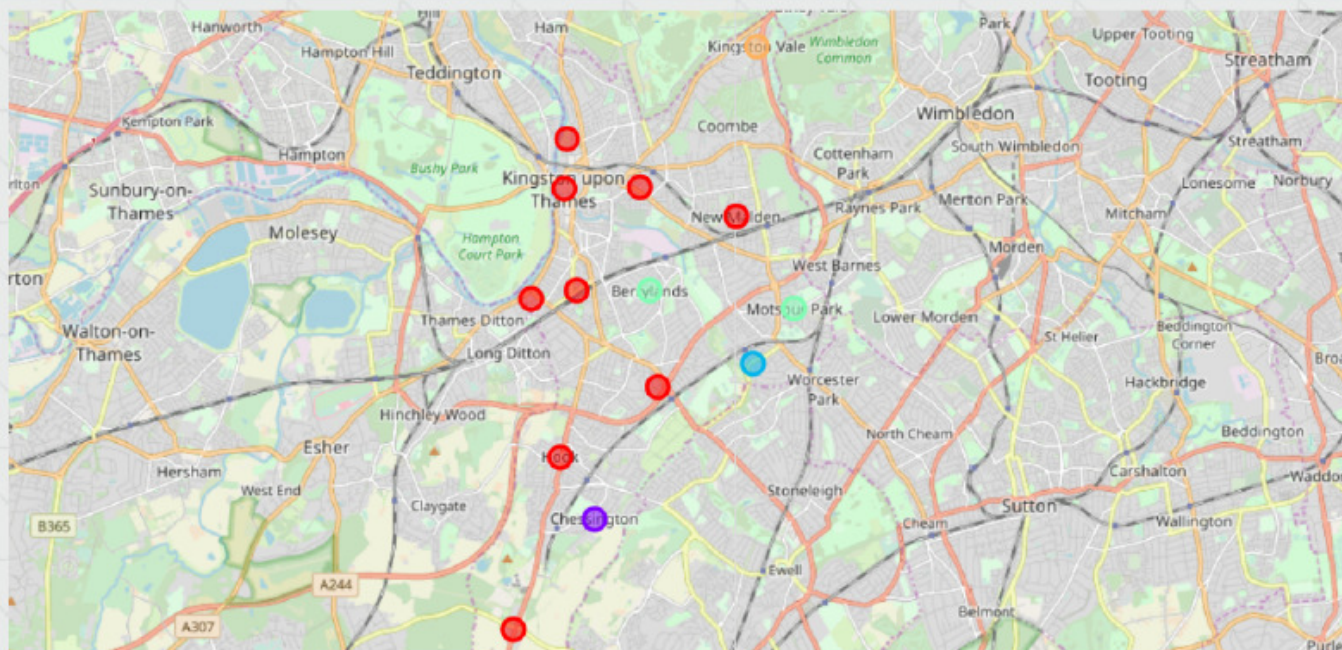 Hanworth
Hill
Ham
Park
Upper Tooting
Hampton Hill
Kingston Vale
Wimbledon
Common
Streatham
Teddington
Tooting
Kempton Park
Wimbledon
Coombe
Streatham
Hampton
Bushy Park
Cottenham
Park
South Wimbledon
Sunbury-on-
Thames
Kingston upon
Thames
Lonesome
Norbury
New Malden
Raynes Park
Merton Park
Mitcham
Molesey
Hampton
Court Park
Morden
West Barnes
Berrylands
Motspur Park
Lower Morden
Thames Ditton
Walton-on-
Thames
St Helier
Beddington
Corner
Long Ditton
Worcester
Park
Hackbridge
Hinchley Wood
North Cheam
Beddington
Esher
Hook
Hersham
Carshalton
West End
Stoneleigh
Claygate
Sutton
B365
Chessington
Cheam
Wallington
A244
Ewell
Belmont
A307